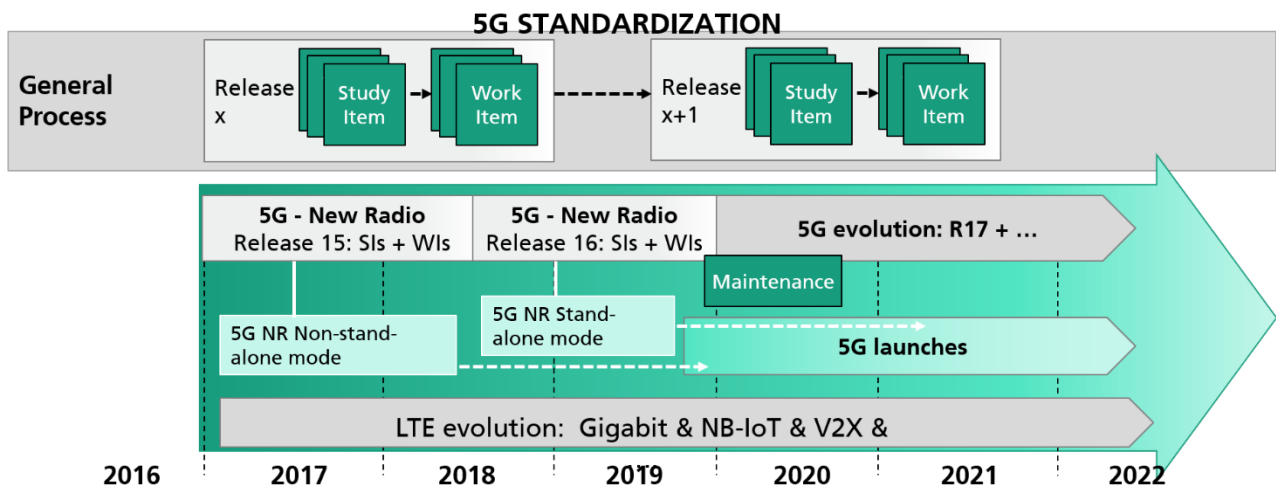 5G STANDARDIZATION
General
Process
Release
x
Study
Item
Work
Item
Release
x+1
Study
Item
Work
Item
5G - New Radio
Release 15: SIs + WIs
5G - New Radio
Release 16: SIs + WIs
5G evolution: R17 + ...
Maintenance
5G NR Non-stand-
alone mode
5G NR Stand-
alone mode
5G launches
LTE evolution: Gigabit & NB-IoT & V2X &
2016 2017 2018 2019 2020 2021 2022